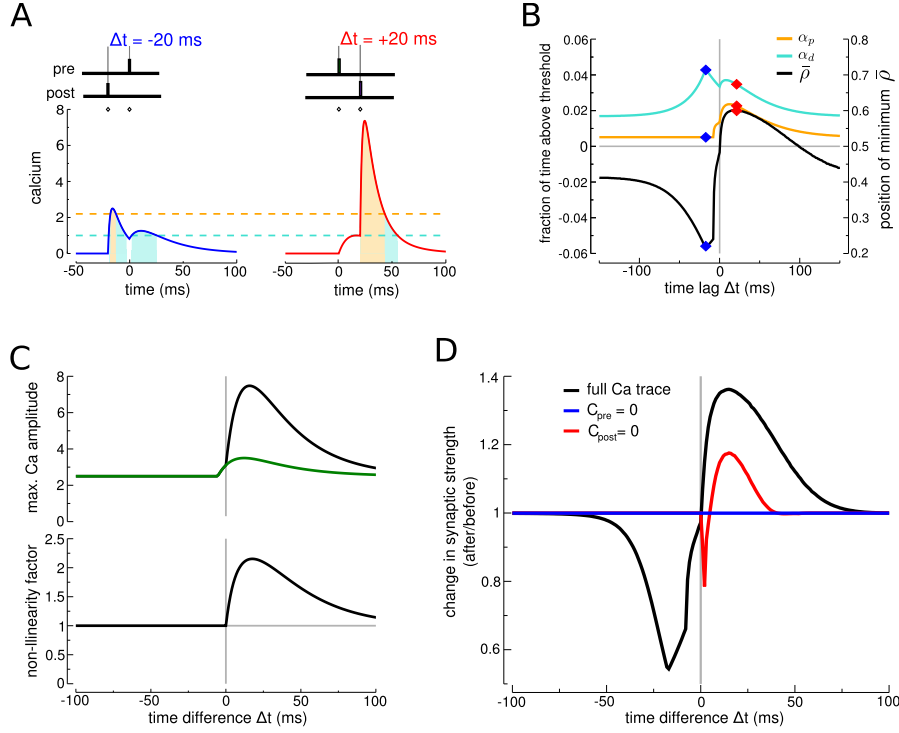 A
Δt = -20 ms
Δt = +20 ms
pre
post
calcium
8
6
4
2
0
-50 0 50 100
-50 0 50 100
time (ms)
time (ms)
B
fraction of time above threshold
0.06
0.04
0.02
0
-0.02
-0.04
-0.06
α_p
α_d
ρ̅
0.8
0.7
0.6
0.5
0.4
0.3
0.2
position of minimum ρ̅
-100 0 100
time lag Δt (ms)
C
max. Ca amplitude
8
6
4
2
0
non-llinearity factor
2.5
2
1.5
1
0.5
0
-100 -50 0 50 100
time difference Δt (ms)
D
change in synaptic strength
(after/before)
1.4
1.2
1
0.8
0.6
full Ca trace
C_pre = 0
C_post= 0
-100 -50 0 50 100
time difference Δt (ms)